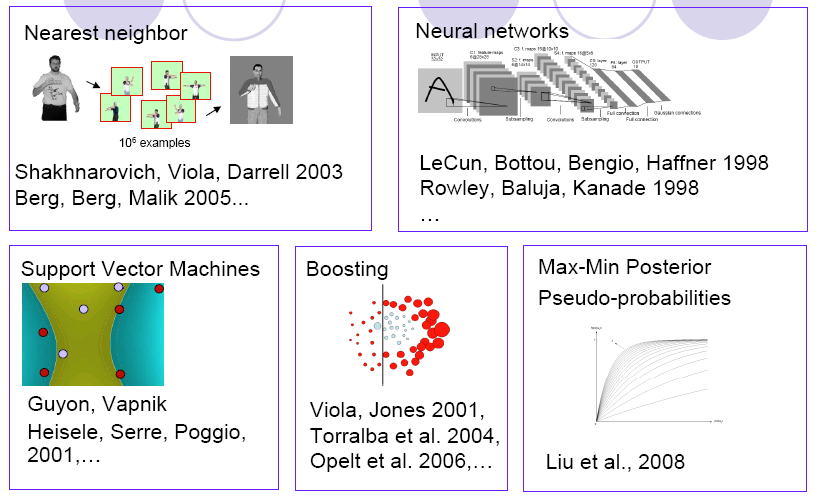 Nearest neighbor
10⁶ examples
Shakhnarovich, Viola, Darrell 2003
Berg, Berg, Malik 2005...
Neural networks
INPUT
32x32
C1: feature maps
6@28x28
S2: f. maps
6@14x14
C3: f. maps 16@10x10
S4: f. maps 16@5x5
C5: layer
120
F6: layer
84
OUTPUT
10
Convolutions
Subsampling
Convolutions
Subsampling
Full connection
Full connection
Gaussian connections
LeCun, Bottou, Bengio, Haffner 1998
Rowley, Baluja, Kanade 1998
…
Support Vector Machines
Guyon, Vapnik
Heisele, Serre, Poggio,
2001,…
Boosting
Viola, Jones 2001,
Torralba et al. 2004,
Opelt et al. 2006,…
Max-Min Posterior
Pseudo-probabilities
Liu et al., 2008